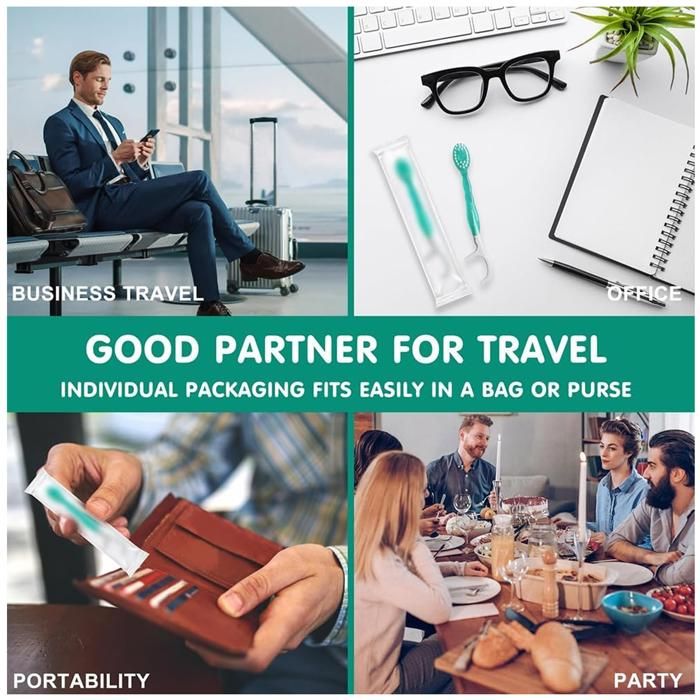 BUSINESS TRAVEL
OFFICE
GOOD PARTNER FOR TRAVEL
INDIVIDUAL PACKAGING FITS EASILY IN A BAG OR PURSE
PORTABILITY
PARTY